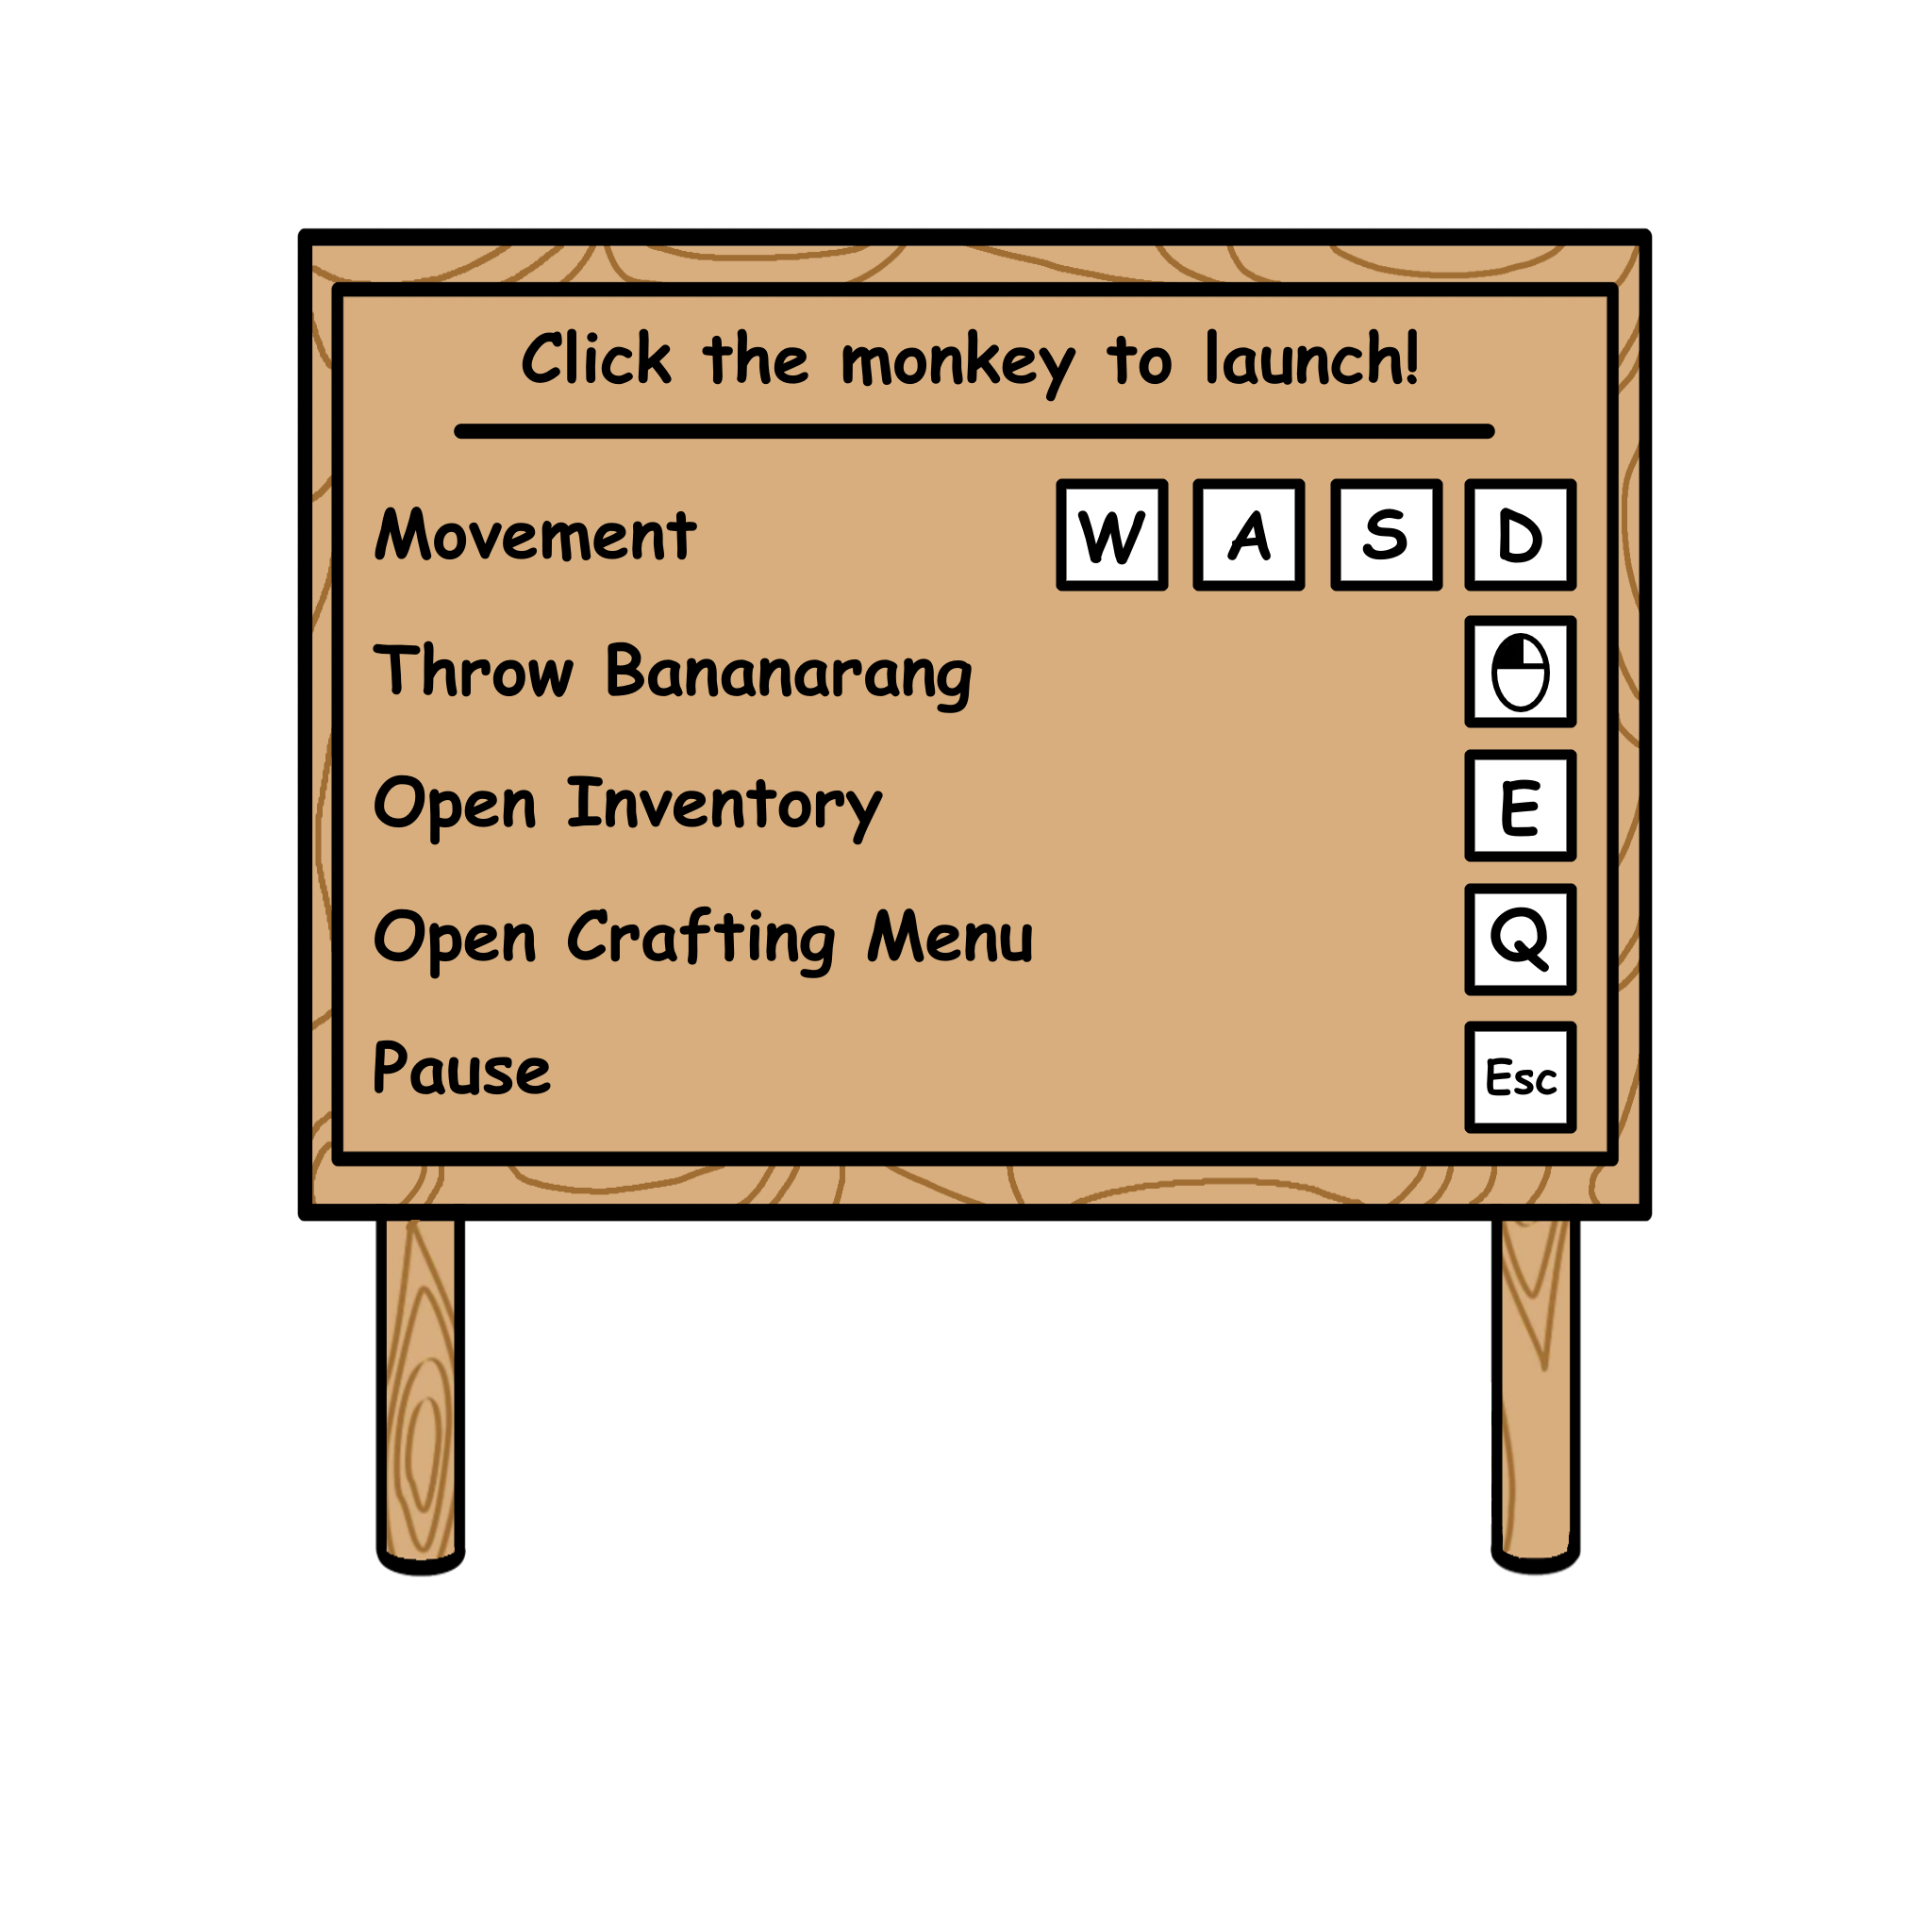 Click the monkey to launch!
Movement W A S D
Throw Bananarang
Open Inventory E
Open Crafting Menu Q
Pause Esc